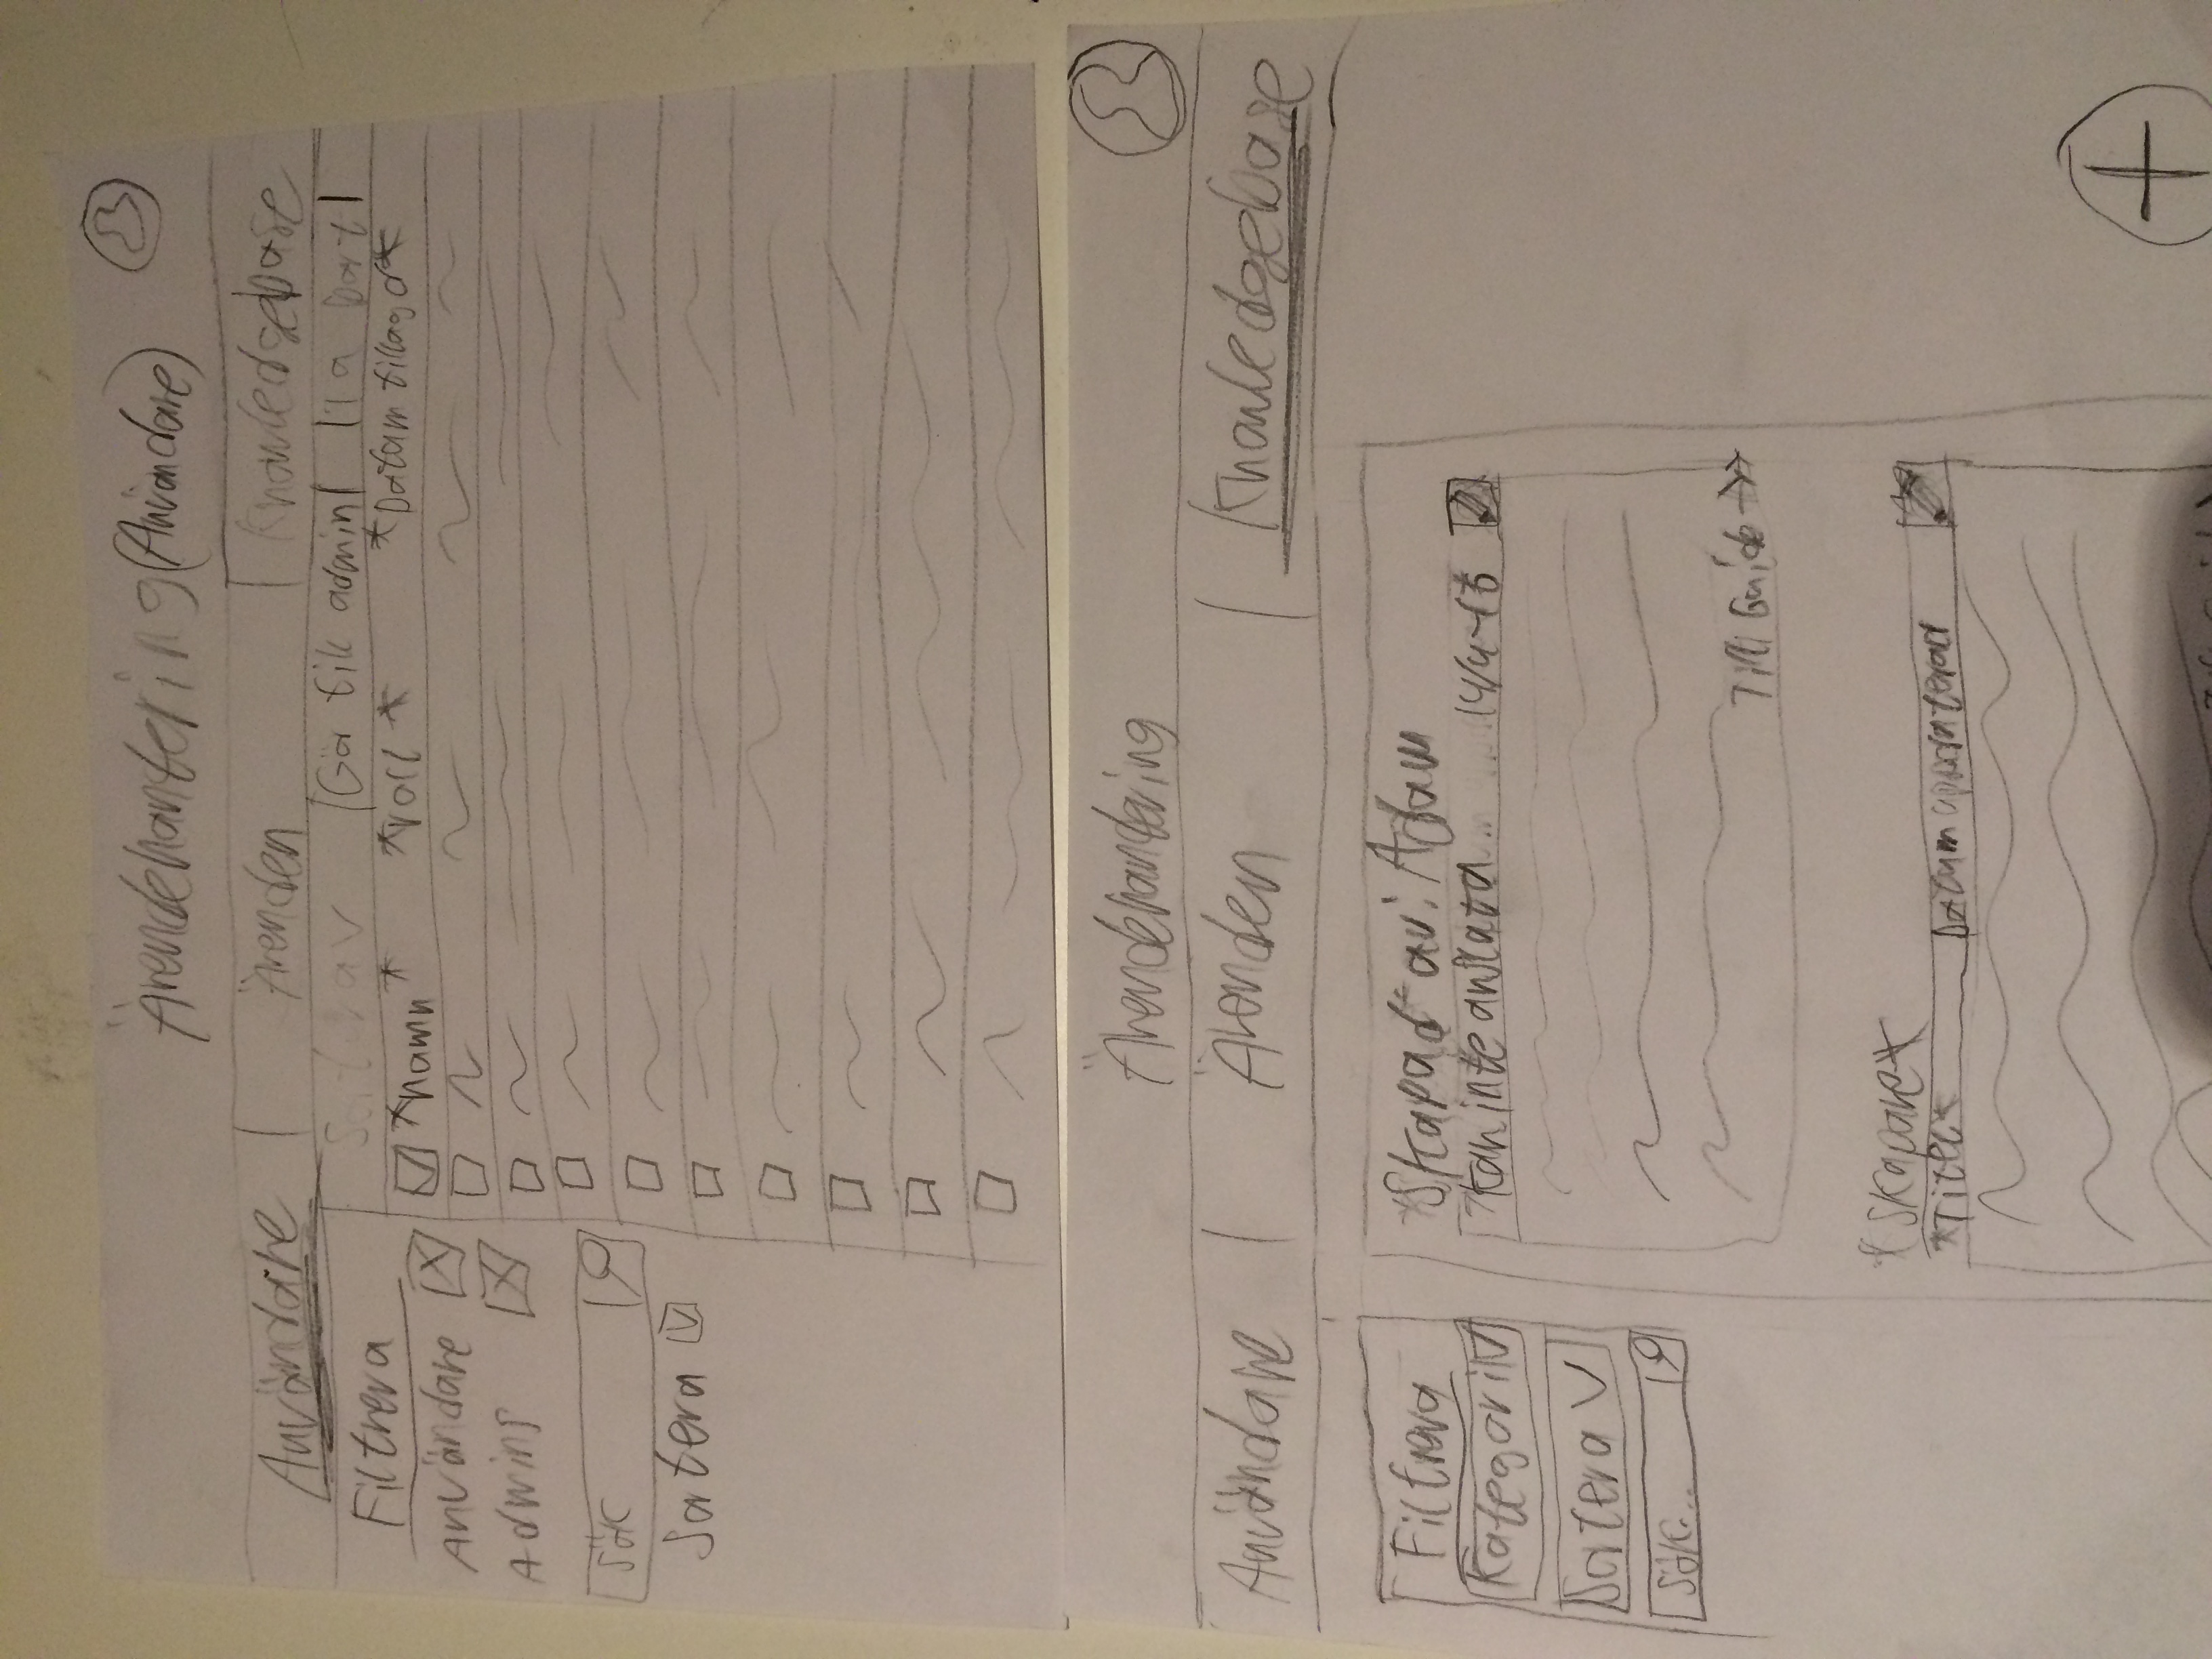 Ärendehantering (Användare)
Användare Ärenden Knowledgebase
Sortera v Gör till admin Ta bort
Filtrera
*namn* *roll* *Datum tillagd*
Användare
Admins
Sök
Sortera
Ärendehantering
Användare Ärenden Knowledgebase
Filtrera
Kategori
Sortera
Sök...
*Skapad* av: Adam
Kan inte ansluta... 14/4-16
Till Guide →
*Skapare*
*Titel* Datum uppdaterad